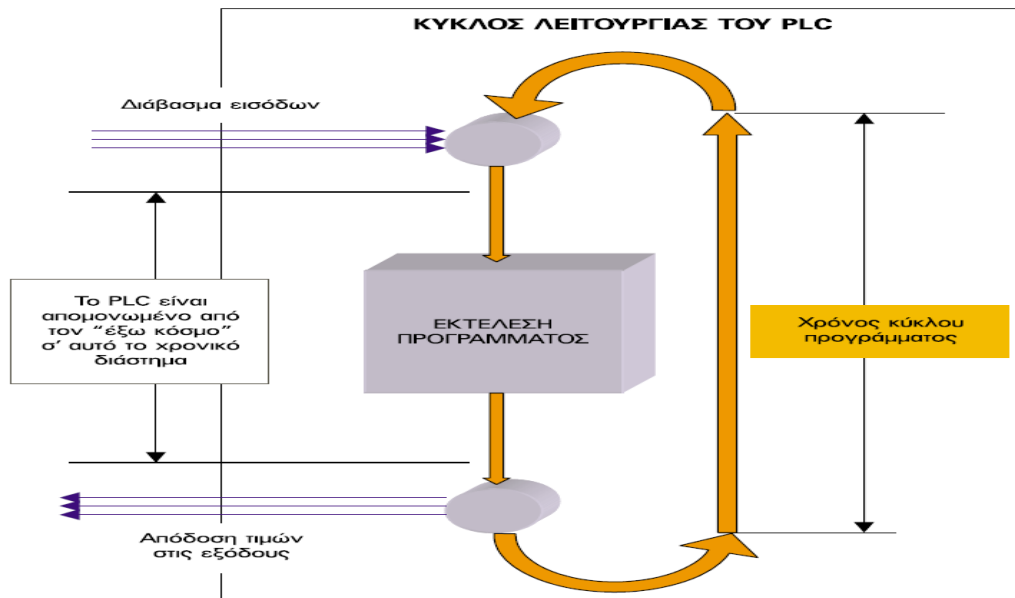 ΚΥΚΛΟΣ ΛΕΙΤΟΥΡΓΙΑΣ ΤΟΥ PLC
Διάβασμα εισόδων
Το PLC είναι
απομονωμένο από
τον “έξω κόσμο”
σ’ αυτό το χρονικό
διάστημα
ΕΚΤΕΛΕΣΗ
ΠΡΟΓΡΑΜΜΑΤΟΣ
Χρόνος κύκλου
προγράμματος
Απόδοση τιμών
στις εξόδους